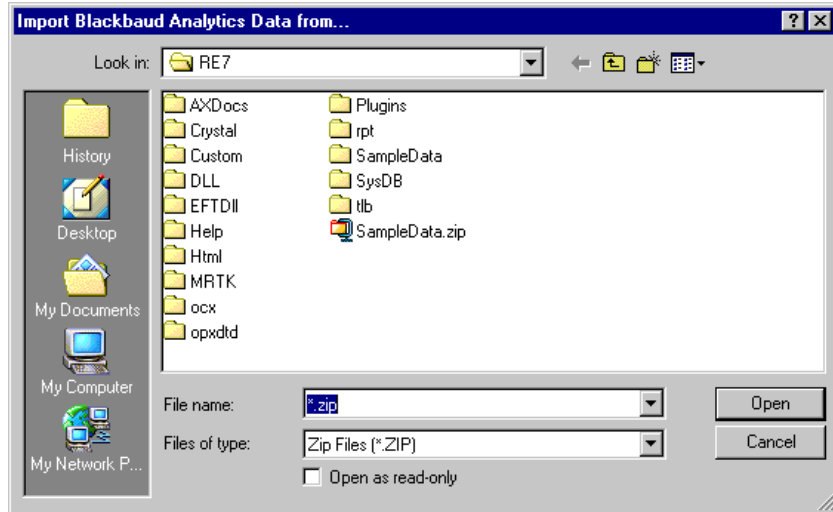 Import Blackbaud Analytics Data from...
Look in: RE7
History
Desktop
My Documents
My Computer
My Network P...
AXDocs
Crystal
Custom
DLL
EFTDll
Help
Html
MRTK
ocx
opxdtd
Plugins
rpt
SampleData
SysDB
tlb
SampleData.zip
File name: *.zip
Open
Files of type: Zip Files (*.ZIP)
Cancel
Open as read-only